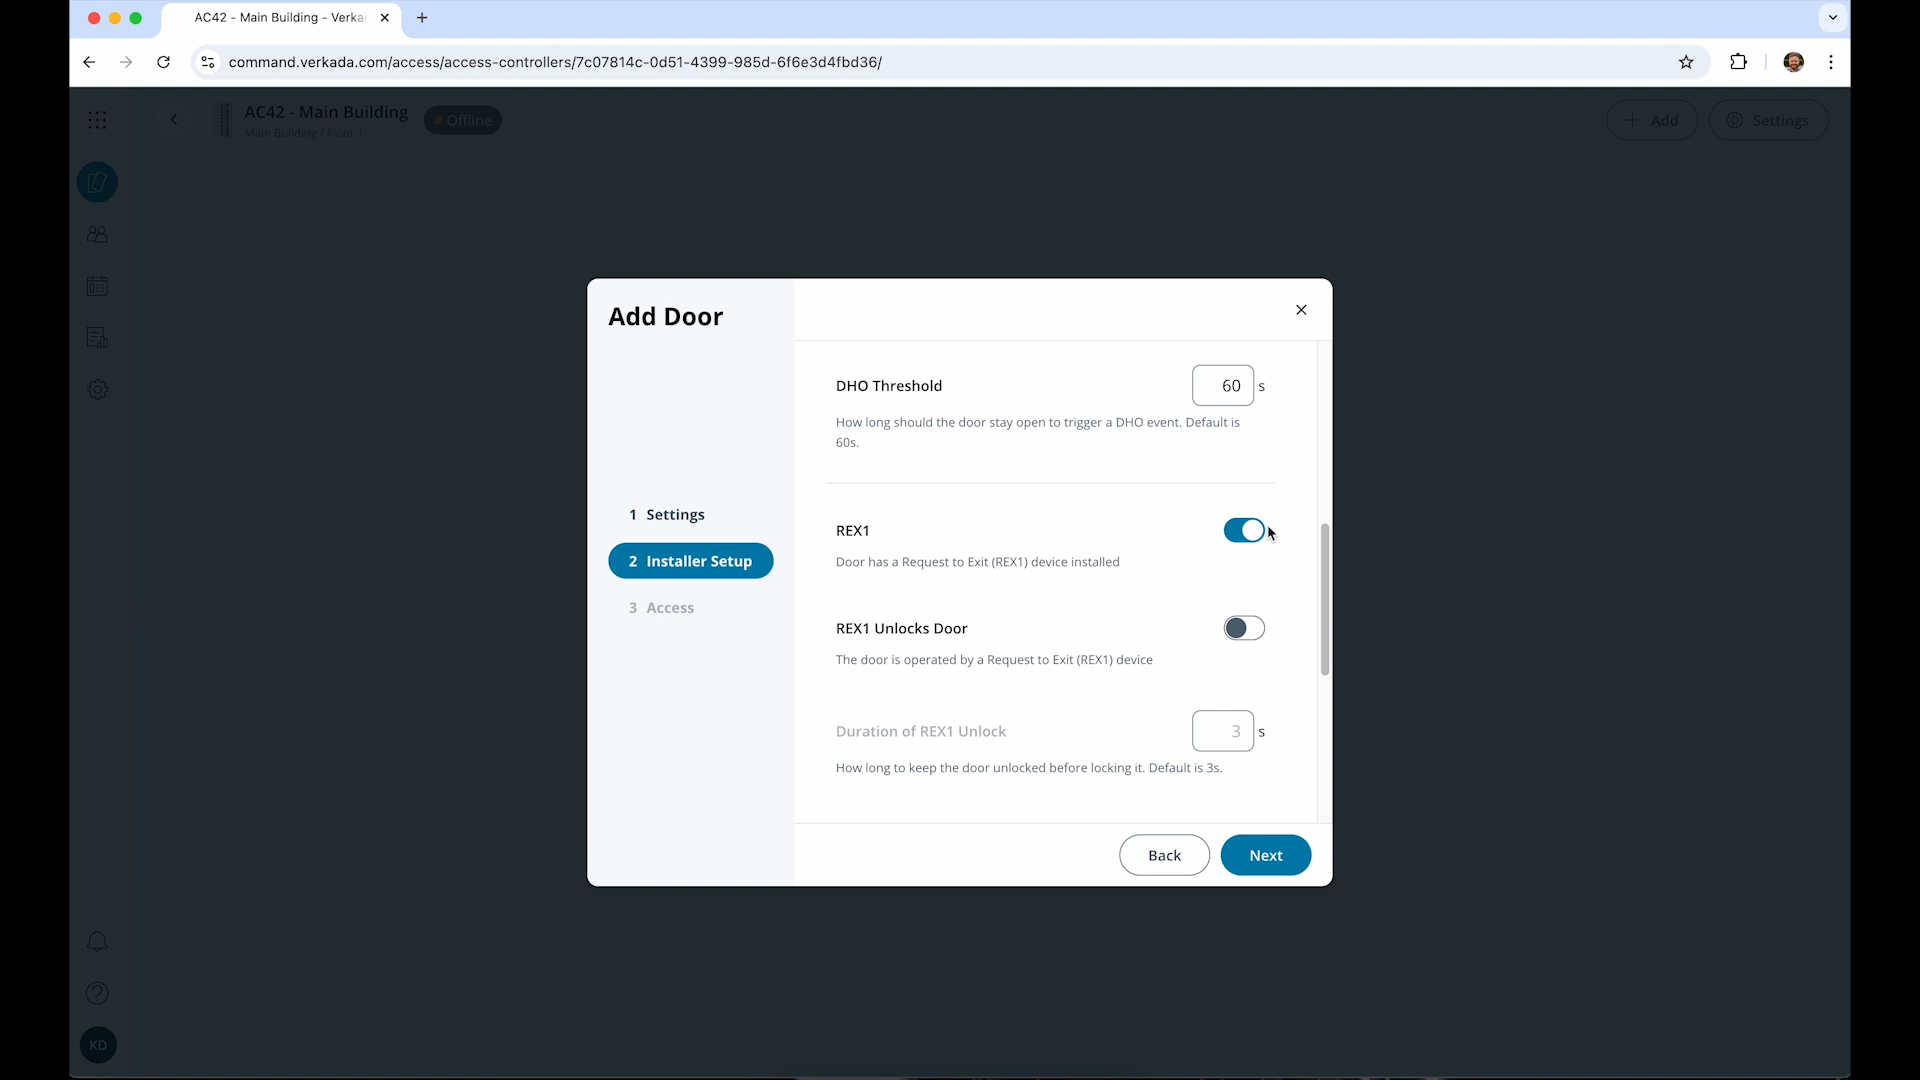 AC42 - Main Building - Verka
command.verkada.com/access/access-controllers/7c07814c-0d51-4399-985d-6f6e3d4fbd36/
AC42 - Main Building
Offline
Main Building / Floor 1
Add
Settings
Add Door
DHO Threshold
60 s
How long should the door stay open to trigger a DHO event. Default is
60s.
1 Settings
2 Installer Setup
3 Access
REX1
Door has a Request to Exit (REX1) device installed
REX1 Unlocks Door
The door is operated by a Request to Exit (REX1) device
Duration of REX1 Unlock
3 s
How long to keep the door unlocked before locking it. Default is 3s.
Back
Next
KD